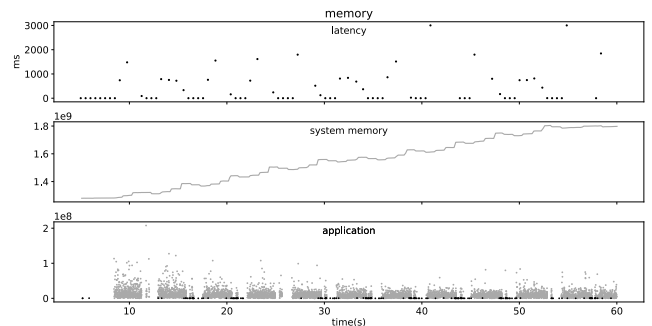 memory
latency
3000
2000
1000
0
ms
1e9
system memory
1.8
1.6
1.4
1e8
application
2
1
0
10 20 30 40 50 60
time(s)